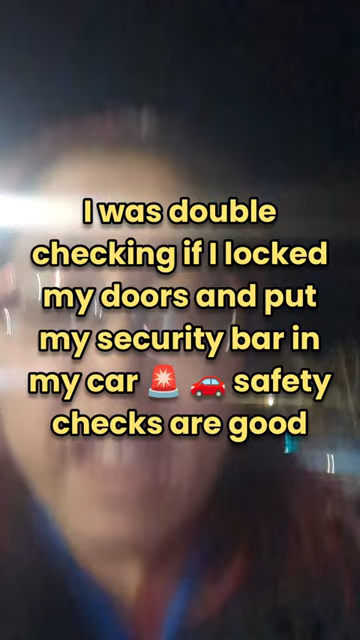 I was double
checking if I locked
my doors and put
my security bar in
my car 🚨 🚗 safety
checks are good